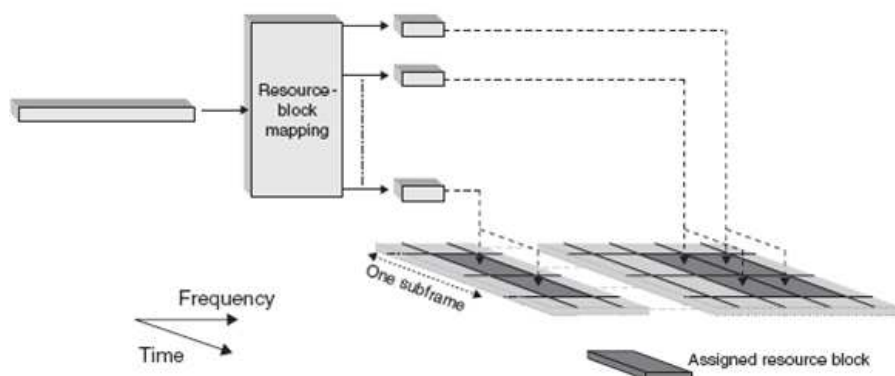 Resource-
block
mapping
One subframe
Frequency
Time
Assigned resource block